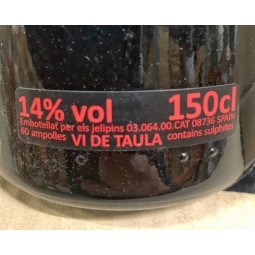 14% vol 150cl
Embotellat per els jelipins 03.064.00.CAT 08736 SPAIN
60 ampolles VI DE TAULA contains sulphites